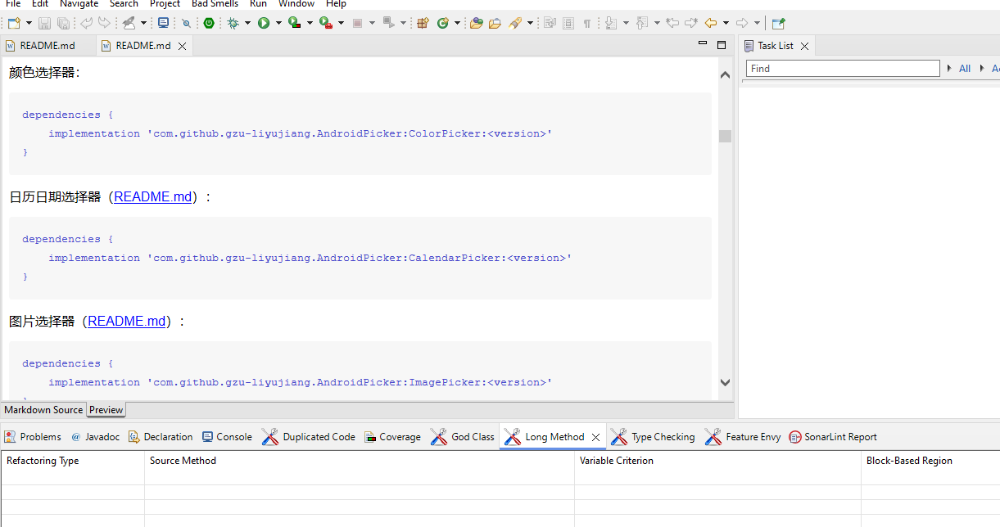 File Edit Navigate Search Project Bad Smells Run Window Help
README.md README.md Task List
Find All
颜色选择器：
dependencies {
implementation 'com.github.gzu-liyujiang.AndroidPicker:ColorPicker:<version>'
}
日历日期选择器（README.md）：
dependencies {
implementation 'com.github.gzu-liyujiang.AndroidPicker:CalendarPicker:<version>'
}
图片选择器（README.md）：
dependencies {
implementation 'com.github.gzu-liyujiang.AndroidPicker:ImagePicker:<version>'
}
Markdown Source Preview
Problems @ Javadoc Declaration Console Duplicated Code Coverage God Class Long Method Type Checking Feature Envy SonarLint Report
Refactoring Type Source Method Variable Criterion Block-Based Region